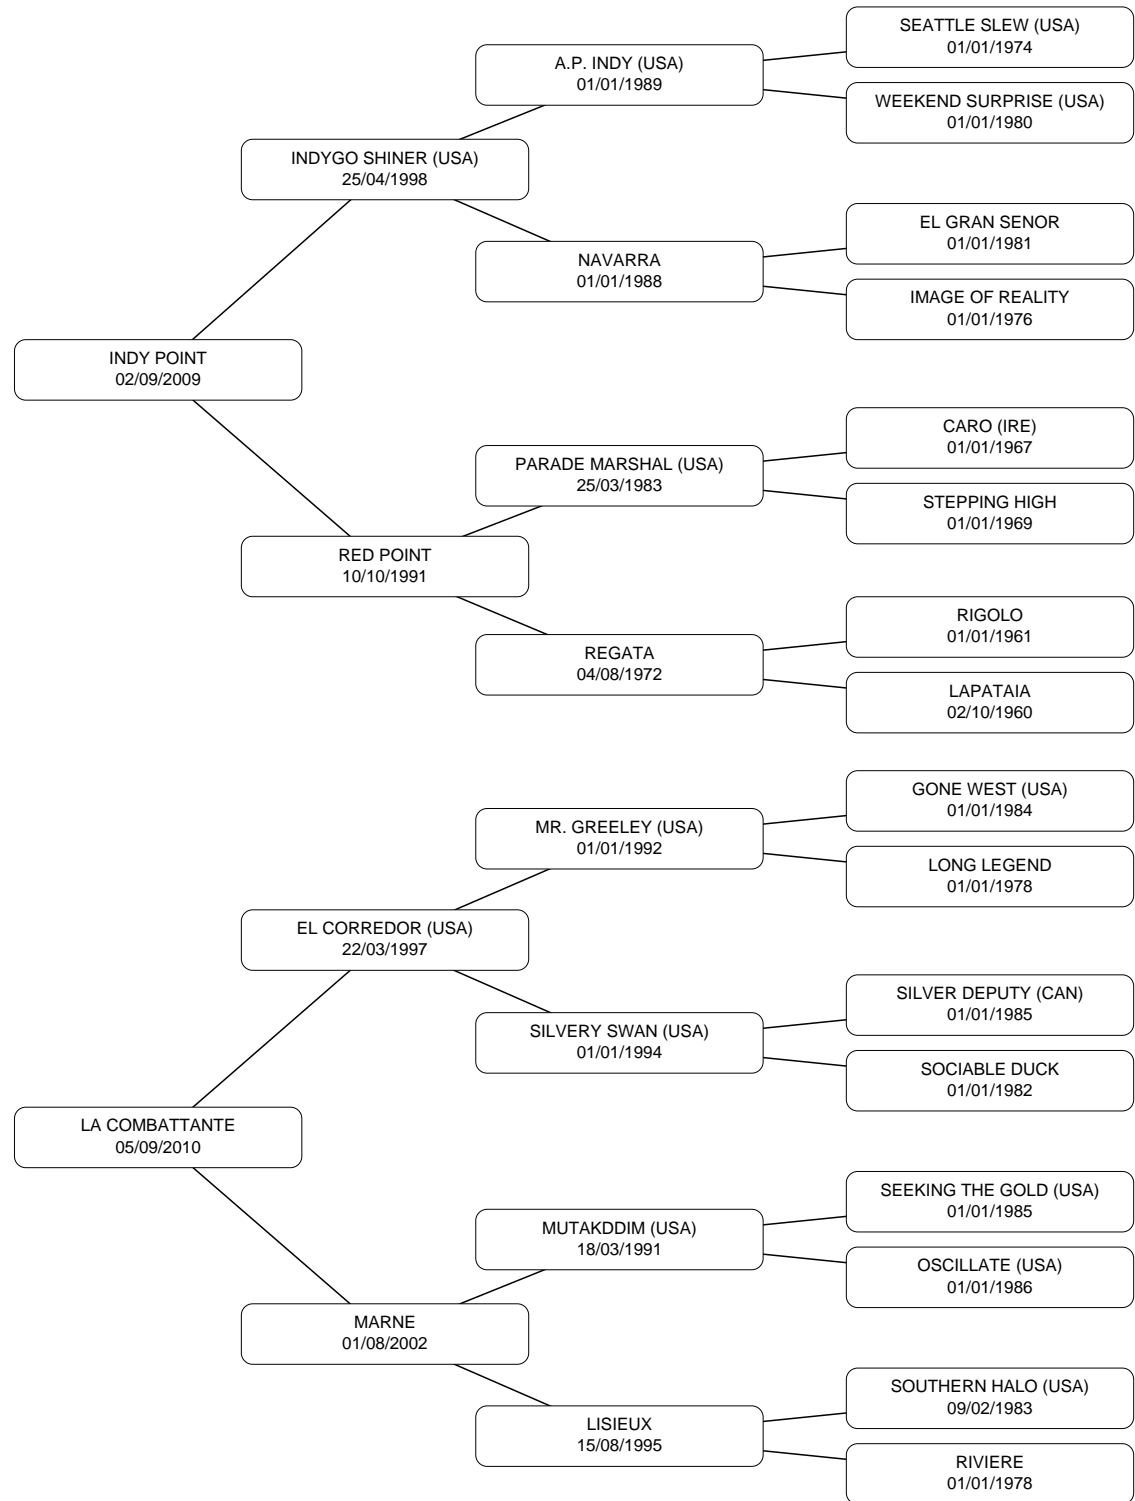 SEATTLE SLEW (USA)
01/01/1974
A.P. INDY (USA)
01/01/1989
WEEKEND SURPRISE (USA)
01/01/1980
INDYGO SHINER (USA)
25/04/1998
EL GRAN SENOR
01/01/1981
NAVARRA
01/01/1988
IMAGE OF REALITY
01/01/1976
INDY POINT
02/09/2009
CARO (IRE)
01/01/1967
PARADE MARSHAL (USA)
25/03/1983
STEPPING HIGH
01/01/1969
RED POINT
10/10/1991
RIGOLO
01/01/1961
REGATA
04/08/1972
LAPATAIA
02/10/1960
GONE WEST (USA)
01/01/1984
MR. GREELEY (USA)
01/01/1992
LONG LEGEND
01/01/1978
EL CORREDOR (USA)
22/03/1997
SILVER DEPUTY (CAN)
01/01/1985
SILVERY SWAN (USA)
01/01/1994
SOCIABLE DUCK
01/01/1982
LA COMBATTANTE
05/09/2010
SEEKING THE GOLD (USA)
01/01/1985
MUTAKDDIM (USA)
18/03/1991
OSCILLATE (USA)
01/01/1986
MARNE
01/08/2002
SOUTHERN HALO (USA)
09/02/1983
LISIEUX
15/08/1995
RIVIERE
01/01/1978